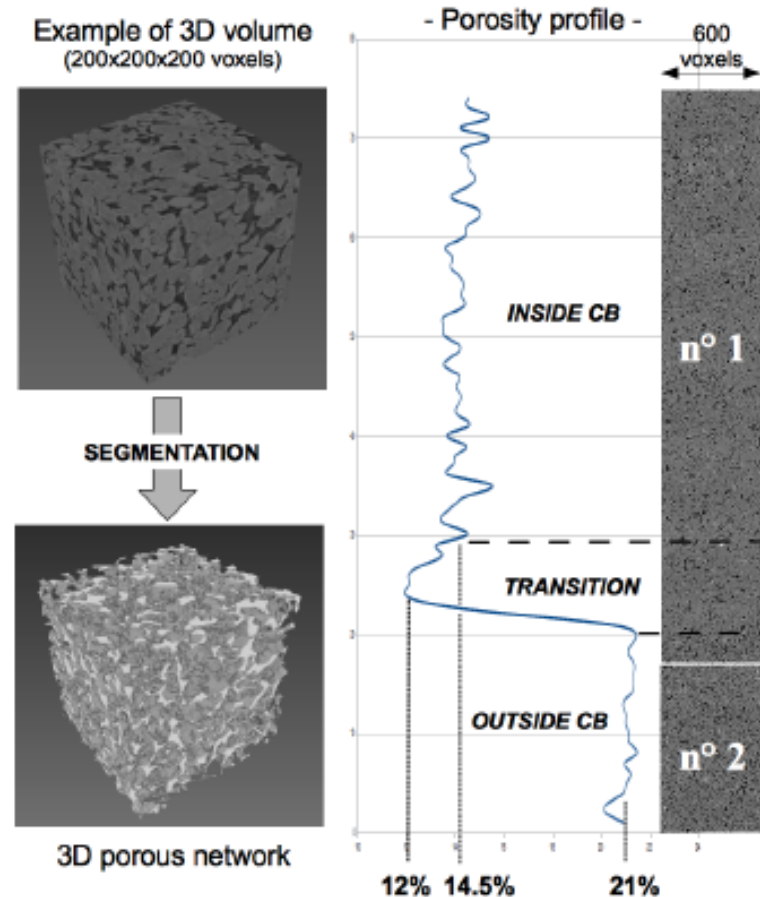 Example of 3D volume
(200x200x200 voxels)
SEGMENTATION
3D porous network
- Porosity profile -
600
voxels
INSIDE CB
TRANSITION
OUTSIDE CB
n° 1
n° 2
12% 14.5% 21%